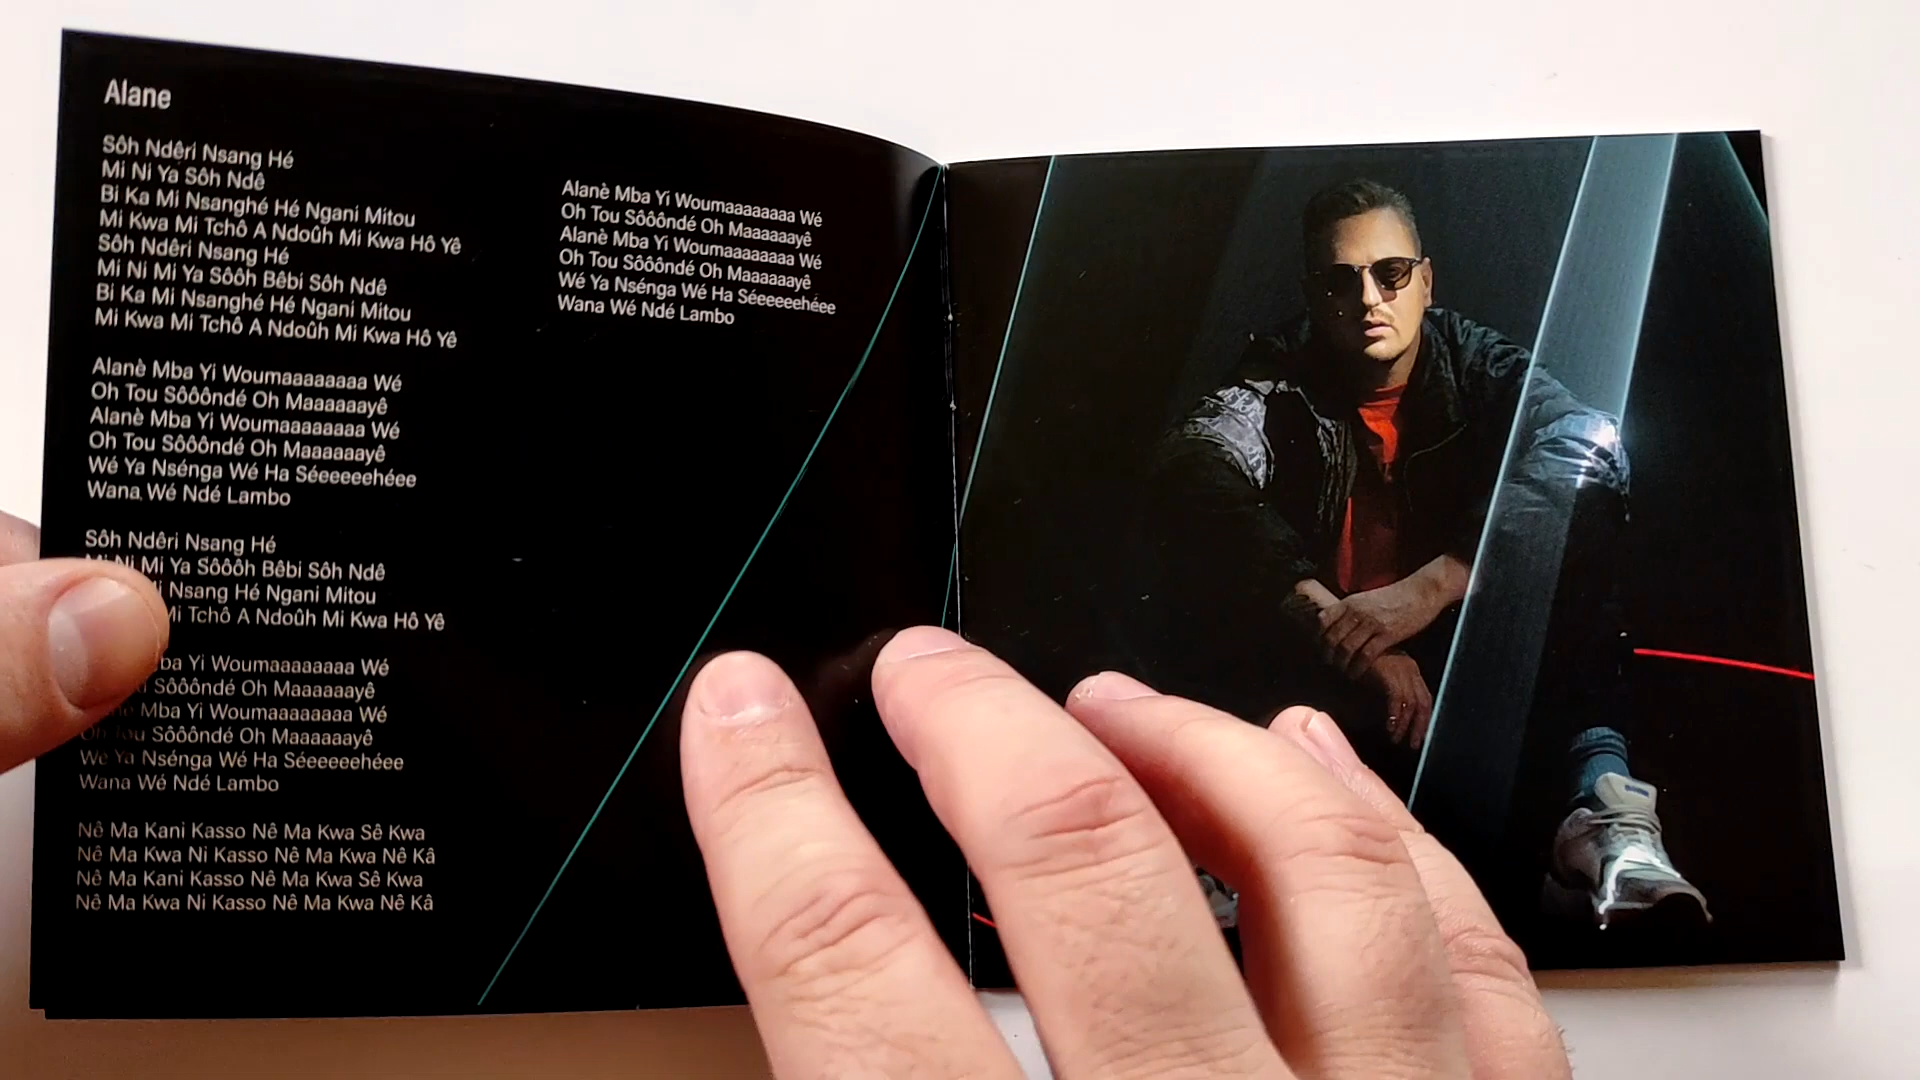 Alane
Sôh Ndêri Nsang Hé
Mi Ni Ya Sôh Ndê
Bi Ka Mi Nsanghé Hé Ngani Mitou
Mi Kwa Mi Tchô A Ndoûh Mi Kwa Hô Yê
Sôh Ndêri Nsang Hé
Mi Ni Mi Ya Sôôh Bêbi Sôh Ndê
Bi Ka Mi Nsanghé Hé Ngani Mitou
Mi Kwa Mi Tchô A Ndoûh Mi Kwa Hô Yê
Alanè Mba Yi Woumaaaaaaaa Wé
Oh Tou Sôôôndé Oh Maaaaaayê
Alanè Mba Yi Woumaaaaaaaa Wé
Oh Tou Sôôôndé Oh Maaaaaayê
Wé Ya Nsénga Wé Ha Séeeeeehéee
Wana Wé Ndé Lambo
Sôh Ndêri Nsang Hé
Mi Ni Mi Ya Sôôôh Bêbi Sôh Ndê
Nsang Hé Ngani Mitou
Mi Tchô A Ndoûh Mi Kwa Hô Yê
Yi Woumaaaaaaaa Wé
Sôôôndé Oh Maaaaaayê
Mba Yi Woumaaaaaaaa Wé
Oh Tou Sôôôndé Oh Maaaaaayê
Wé Ya Nsénga Wé Ha Séeeeeehéee
Wana Wé Ndé Lambo
Nê Ma Kani Kasso Nê Ma Kwa Sê Kwa
Nê Ma Kwa Ni Kasso Nê Ma Kwa Nê Kâ
Nê Ma Kani Kasso Nê Ma Kwa Sê Kwa
Nê Ma Kwa Ni Kasso Nê Ma Kwa Nê Kâ
Alanè Mba Yi Woumaaaaaaaa Wé
Oh Tou Sôôôndé Oh Maaaaaayê
Alanè Mba Yi Woumaaaaaaaa Wé
Oh Tou Sôôôndé Oh Maaaaaayê
Wé Ya Nsénga Wé Ha Séeeeeehéee
Wana Wé Ndé Lambo